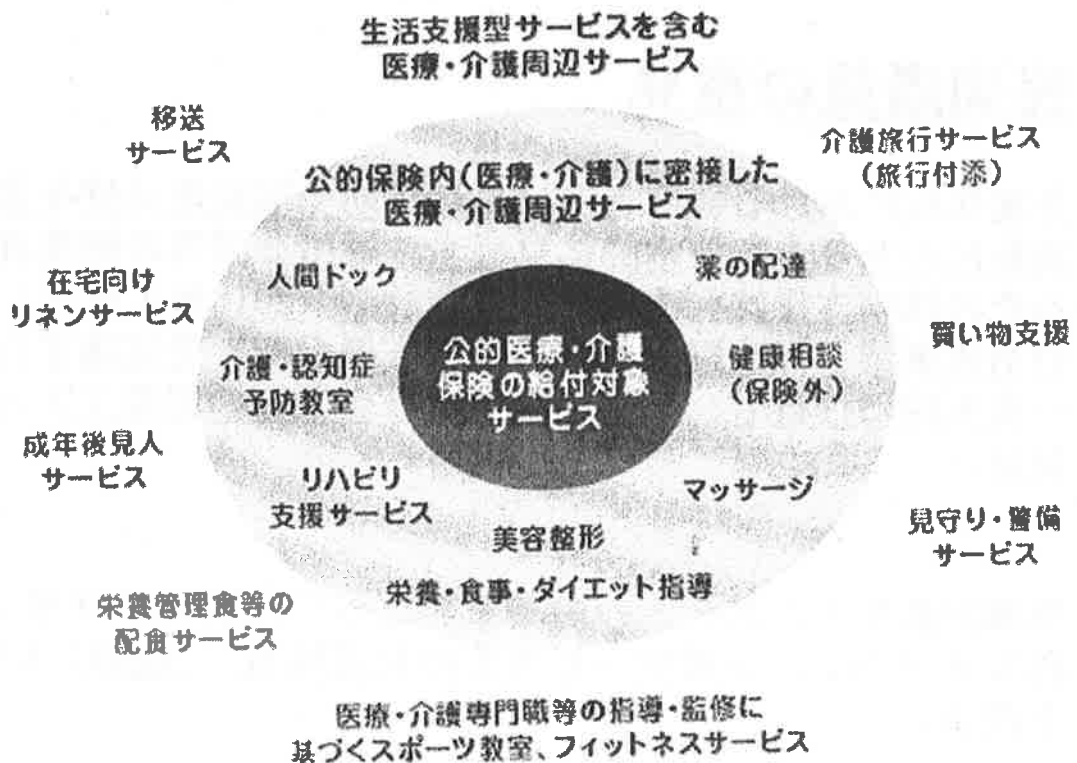 生活支援型サービスを含む
医療・介護周辺サービス
移送
サービス
介護旅行サービス
(旅行付添)
公的保険内(医療・介護)に密接した
医療・介護周辺サービス
人間ドック
薬の配達
在宅向け
リネンサービス
買い物支援
公的医療・介護
保険の給付対象
サービス
介護・認知症
予防教室
健康相談
(保険外)
成年後見人
サービス
リハビリ
支援サービス
マッサージ
見守り・警備
サービス
美容整形
栄養・食事・ダイエット指導
栄養管理食等の
配食サービス
医療・介護専門職等の指導・監修に
基づくスポーツ教室、フィットネスサービス